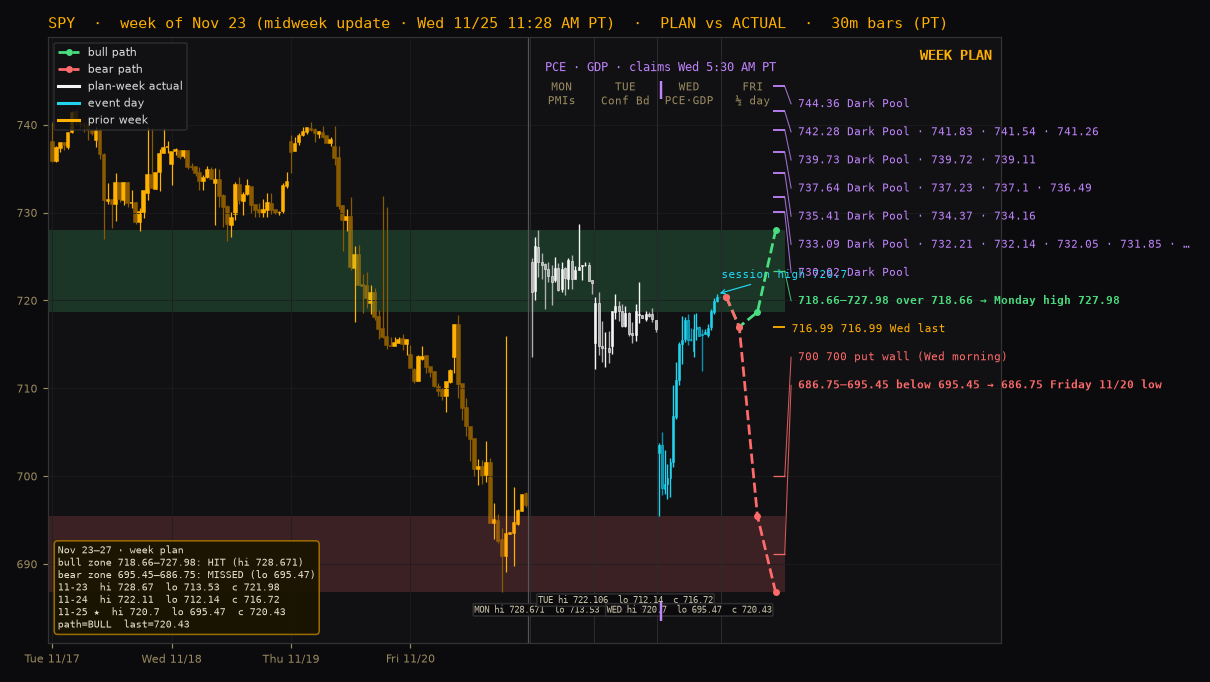 SPY · week of Nov 23 (midweek update · Wed 11/25 11:28 AM PT) · PLAN vs ACTUAL · 30m bars (PT)
bull path
bear path
plan-week actual
event day
prior week
WEEK PLAN
PCE · GDP · claims Wed 5:30 AM PT
MON TUE WED FRI
PMIs Conf Bd PCE·GDP ½ day
744.36 Dark Pool
742.28 Dark Pool · 741.83 · 741.54 · 741.26
739.73 Dark Pool · 739.72 · 739.11
737.64 Dark Pool · 737.23 · 737.1 · 736.49
735.41 Dark Pool · 734.37 · 734.16
733.09 Dark Pool · 732.21 · 732.14 · 732.05 · 731.85 · …
730.02 Dark Pool
session high 720.7
718.66–727.98 over 718.66 → Monday high 727.98
716.99 716.99 Wed last
700 700 put wall (Wed morning)
686.75–695.45 below 695.45 → 686.75 Friday 11/20 low
740
730
720
710
700
690
Nov 23–27 · week plan
bull zone 718.66–727.98: HIT (hi 728.671)
bear zone 695.45–686.75: MISSED (lo 695.47)
11-23 hi 728.67 lo 713.53 c 721.98
11-24 hi 722.11 lo 712.14 c 716.72
11-25 ★ hi 720.7 lo 695.47 c 720.43
path=BULL last=720.43
TUE hi 722.106 lo 712.14 c 716.72
MON hi 728.671 lo 713.53
WED hi 720.7 lo 695.47 c 720.43
Tue 11/17 Wed 11/18 Thu 11/19 Fri 11/20